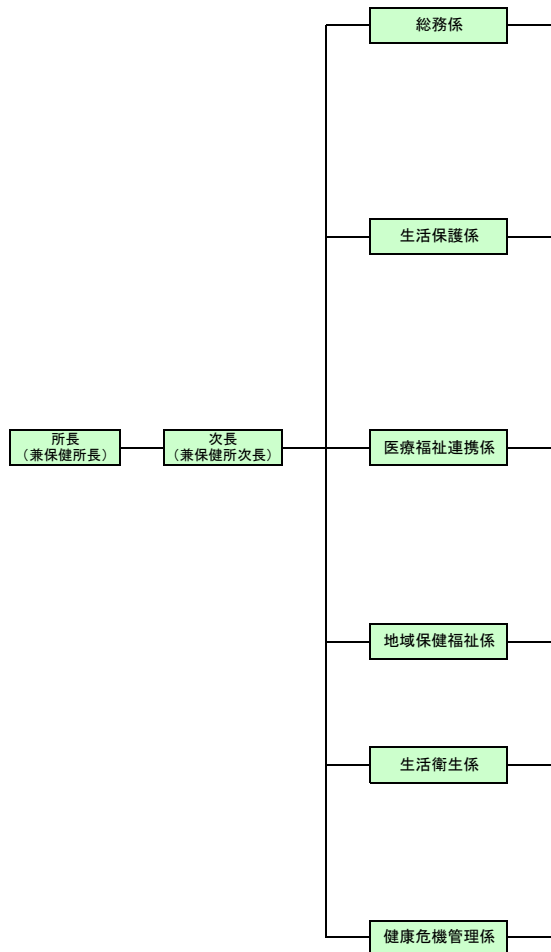 総務係
生活保護係
所長
（兼保健所長）
次長
（兼保健所次長）
医療福祉連携係
地域保健福祉係
生活衛生係
健康危機管理係